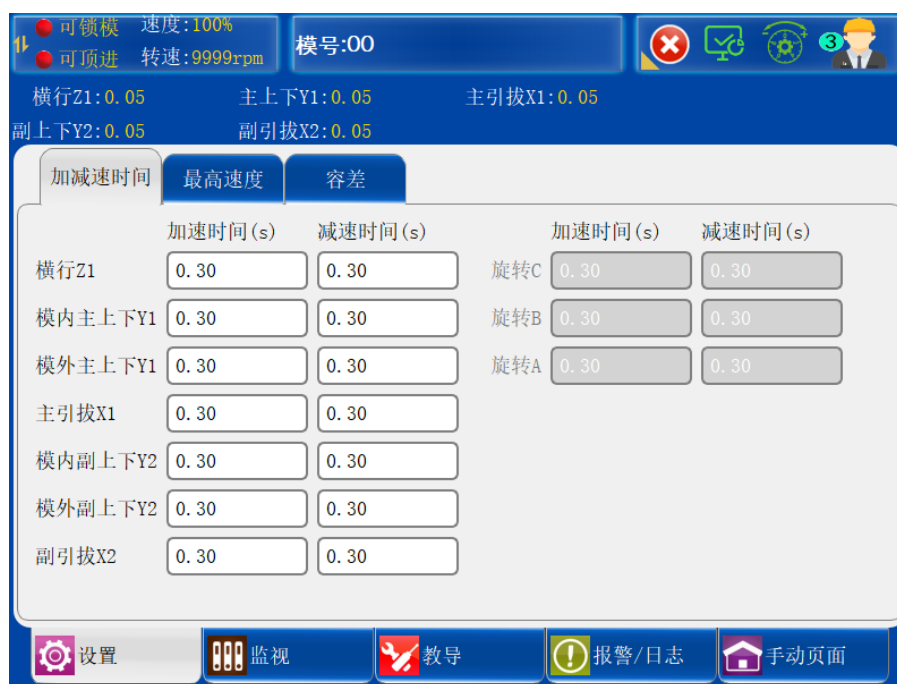 可锁模 速度:100%
可顶进 转速:9999rpm
模号:00
3
横行Z1:0.05 主上下Y1:0.05 主引拔X1:0.05
副上下Y2:0.05 副引拔X2:0.05
加减速时间 最高速度 容差
加速时间(s) 减速时间(s) 加速时间(s) 减速时间(s)
横行Z1 0.30 0.30 旋转C 0.30 0.30
模内主上下Y1 0.30 0.30 旋转B 0.30 0.30
模外主上下Y1 0.30 0.30 旋转A 0.30 0.30
主引拔X1 0.30 0.30
模内副上下Y2 0.30 0.30
模外副上下Y2 0.30 0.30
副引拔X2 0.30 0.30
设置 监视 教导 报警/日志 手动页面